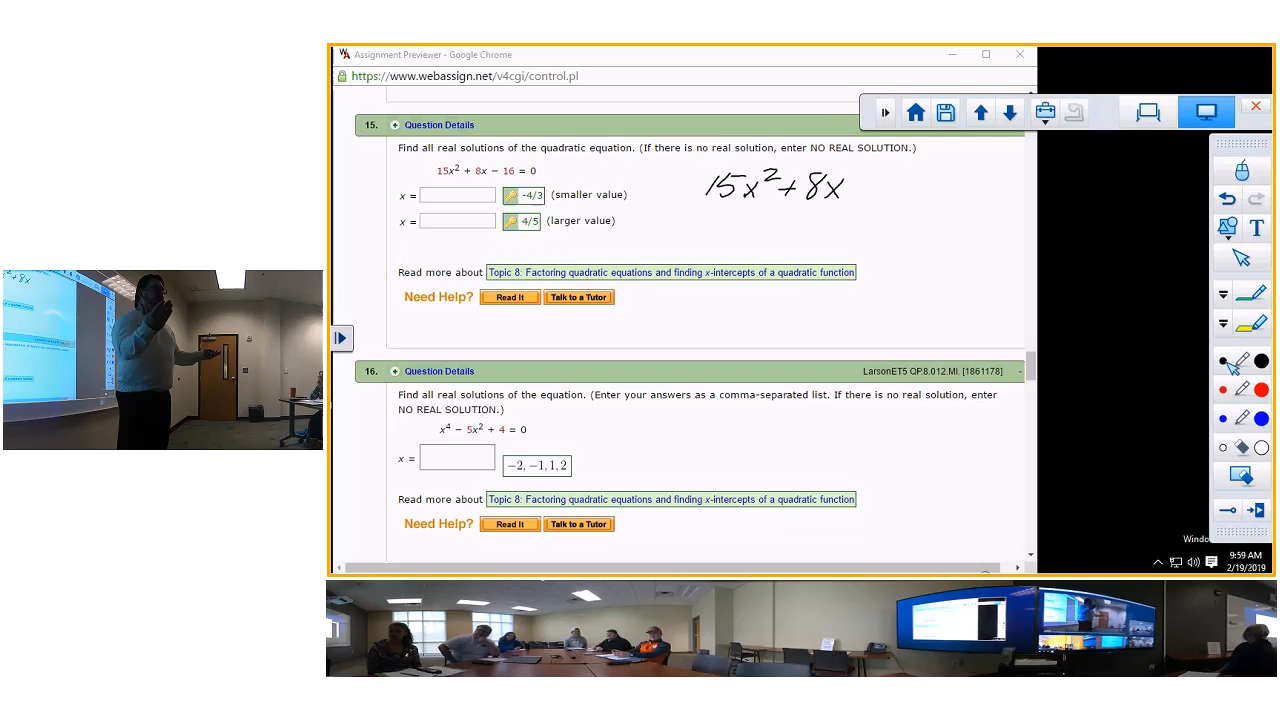 Assignment Previewer - Google Chrome
https://www.webassign.net/v4cgi/control.pl
15. Question Details
Find all real solutions of the quadratic equation. (If there is no real solution, enter NO REAL SOLUTION.)
15x² + 8x − 16 = 0
x = -4/3 (smaller value)
x = 4/5 (larger value)
15x² + 8x
Read more about Topic 8: Factoring quadratic equations and finding x-intercepts of a quadratic function
Need Help? Read It Talk to a Tutor
16. Question Details LarsonET5 QP.8.012.MI. [1861178] -
Find all real solutions of the equation. (Enter your answers as a comma-separated list. If there is no real solution, enter
NO REAL SOLUTION.)
x⁴ − 5x² + 4 = 0
x = −2, −1, 1, 2
Read more about Topic 8: Factoring quadratic equations and finding x-intercepts of a quadratic function
Need Help? Read It Talk to a Tutor
T
Windo
9:59 AM
2/19/2019
+ 8x